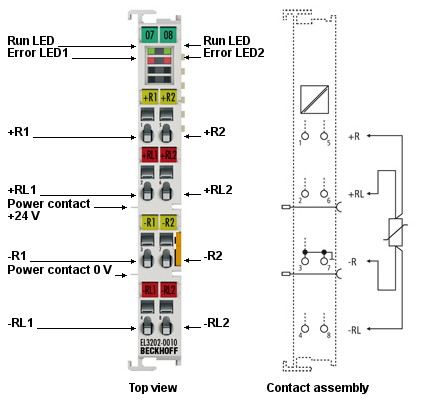 07 08
Run LED
Error LED1
Run LED
Error LED2
+R1 +R2
+R1
+R2
+RL1 +RL2
+RL1
+RL2
Power contact
+24 V
-R1 -R2
-R1
-R2
Power contact 0 V
-RL1 -RL2
-RL1
-RL2
EL3202-0010
BECKHOFF
Top view
1 5
+R
2 6
+RL
3 7
-R
4 8
-RL
Contact assembly